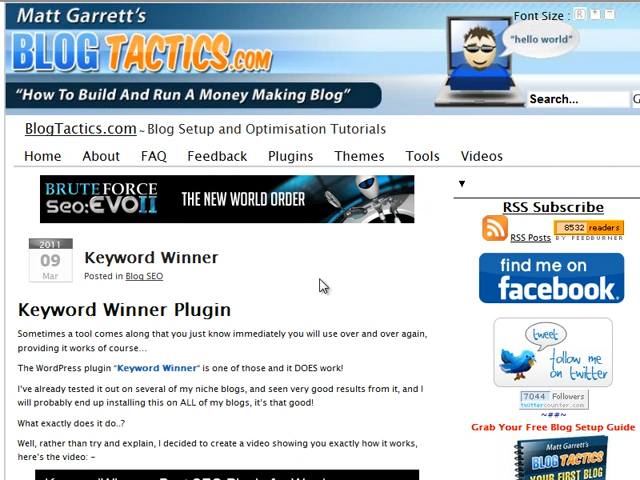 Matt Garrett's
BLOG TACTICS.COM
"How To Build And Run A Money Making Blog"
Font Size : R + -
"hello world"
Search... G
BlogTactics.com ~ Blog Setup and Optimisation Tutorials
Home About FAQ Feedback Plugins Themes Tools Videos
BRUTEFORCE
SEO:EVOII
THE NEW WORLD ORDER
RSS Subscribe
RSS Posts
8532 readers
BY FEEDBURNER
find me on
facebook.
tweet
follow me
on twitter
7044 Followers
twittercounter.com
~##~
Grab Your Free Blog Setup Guide
Matt Garrett's
BLOG TACTICS
YOUR FIRST BLOG
2011
09
Mar
Keyword Winner
Posted in Blog SEO
Keyword Winner Plugin
Sometimes a tool comes along that you just know immediately you will use over and over again,
providing it works of course...
The WordPress plugin "Keyword Winner" is one of those and it DOES work!
I've already tested it out on several of my niche blogs, and seen very good results from it, and I
will probably end up installing this on ALL of my blogs, it's that good!
What exactly does do..?
Well, rather than try and explain, I decided to create a video showing you exactly how it works,
here's the video: –